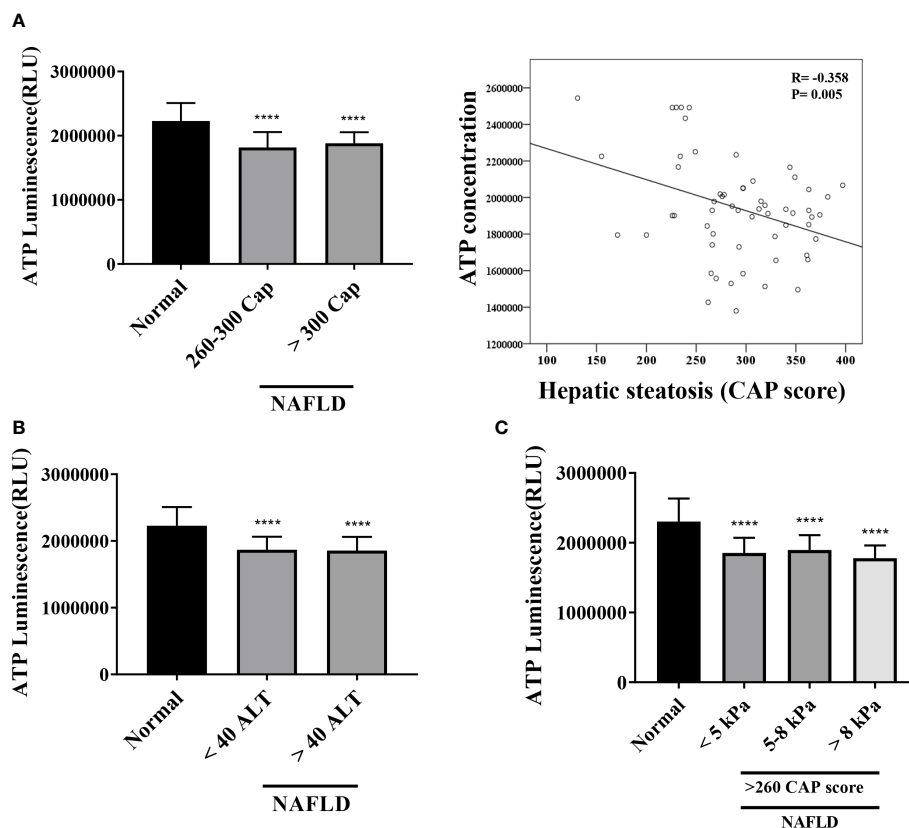 A
ATP Luminescence(RLU)
3000000
2000000
1000000
0
****
****
Normal
260-300 Cap
> 300 Cap
NAFLD
ATP concentration
2600000
2400000
2200000
2000000
1800000
1600000
1400000
1200000
R= -0.358
P= 0.005
100 150 200 250 300 350 400
Hepatic steatosis (CAP score)
B
ATP Luminescence(RLU)
3000000
2000000
1000000
0
****
****
Normal
< 40 ALT
> 40 ALT
NAFLD
C
ATP Luminescence(RLU)
3000000
2000000
1000000
0
****
****
****
Normal
< 5 kPa
5-8 kPa
> 8 kPa
>260 CAP score
NAFLD